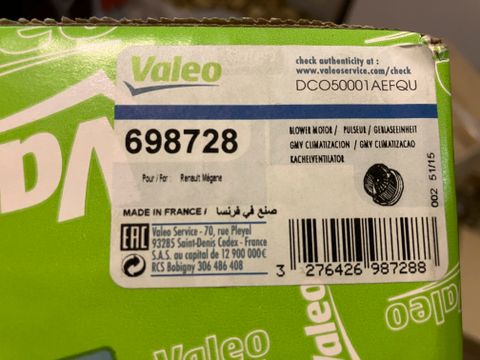 Valeo
check authenticity at :
www.valeoservice.com/check
DCO50001AEFQU
698728
BLOWER MOTOR / PULSEUR / GEBLASEEINHEIT
GMV CLIMATIZACION / GMV CLIMATIZACAO
KACHELVENTILATOR
Pour / For : Renault Mégane
002 51/15
MADE IN FRANCE / صنع في فرنسا
EAC
Valeo Service - 70, rue Pleyel
93285 Saint-Denis Cedex - France
S.A.S. au capital de 12 900 000€
RCS Bobigny 306 486 408
3 276426 987288
Va
Valeo
Valeo
Valeo